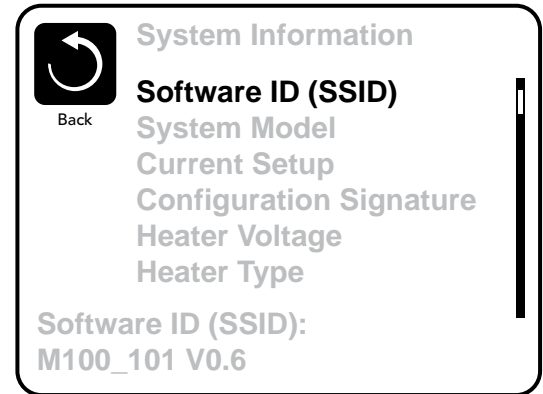 System Information
Back
Software ID (SSID)
System Model
Current Setup
Configuration Signature
Heater Voltage
Heater Type
Software ID (SSID):
M100_101 V0.6